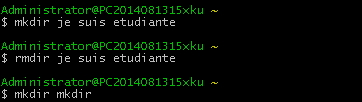 Administrator@PC2014081315xku ~
$ mkdir je suis etudiante
Administrator@PC2014081315xku ~
$ rmdir je suis etudiante
Administrator@PC2014081315xku ~
$ mkdir mkdir